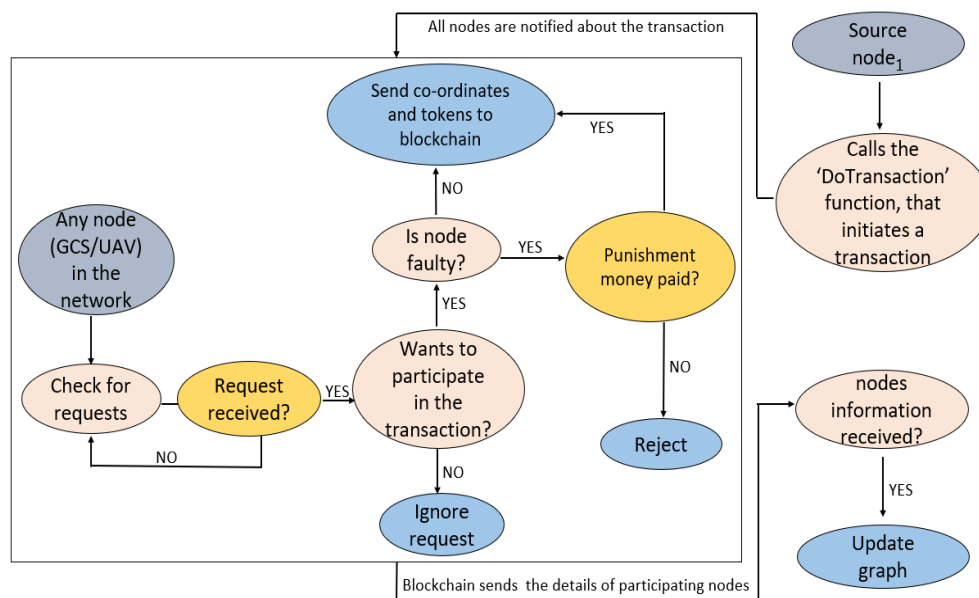 All nodes are notified about the transaction
Source
node1
Send co-ordinates
and tokens to
blockchain
YES
Calls the
‘DoTransaction’
function, that
initiates a
transaction
NO
Any node
(GCS/UAV)
in the
network
Is node
faulty?
YES
Punishment
money paid?
YES
Check for
requests
Request
received?
YES
Wants to
participate
in the
transaction?
NO
nodes
information
received?
NO
Reject
NO
YES
Ignore
request
Update
graph
Blockchain sends the details of participating nodes